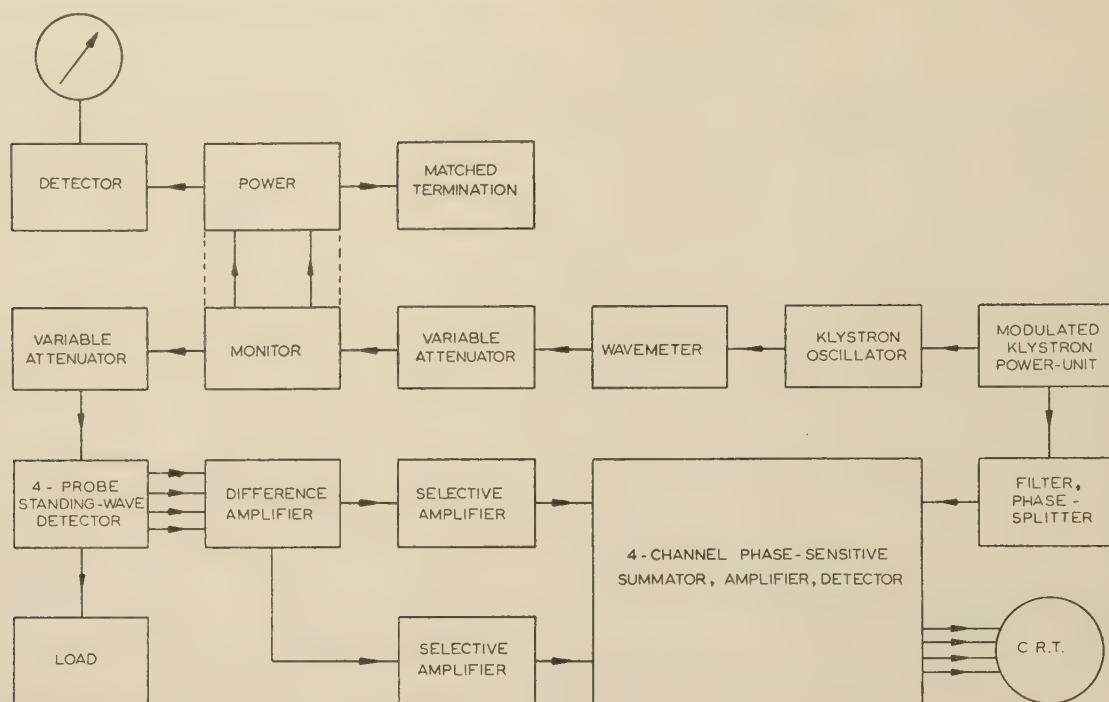 DETECTOR
POWER
MATCHED
TERMINATION
VARIABLE
ATTENUATOR
MONITOR
VARIABLE
ATTENUATOR
WAVEMETER
KLYSTRON
OSCILLATOR
MODULATED
KLYSTRON
POWER-UNIT
4 - PROBE
STANDING-WAVE
DETECTOR
DIFFERENCE
AMPLIFIER
SELECTIVE
AMPLIFIER
4 - CHANNEL PHASE-SENSITIVE
SUMMATOR, AMPLIFIER, DETECTOR
FILTER,
PHASE -
SPLITTER
LOAD
SELECTIVE
AMPLIFIER
C R.T.